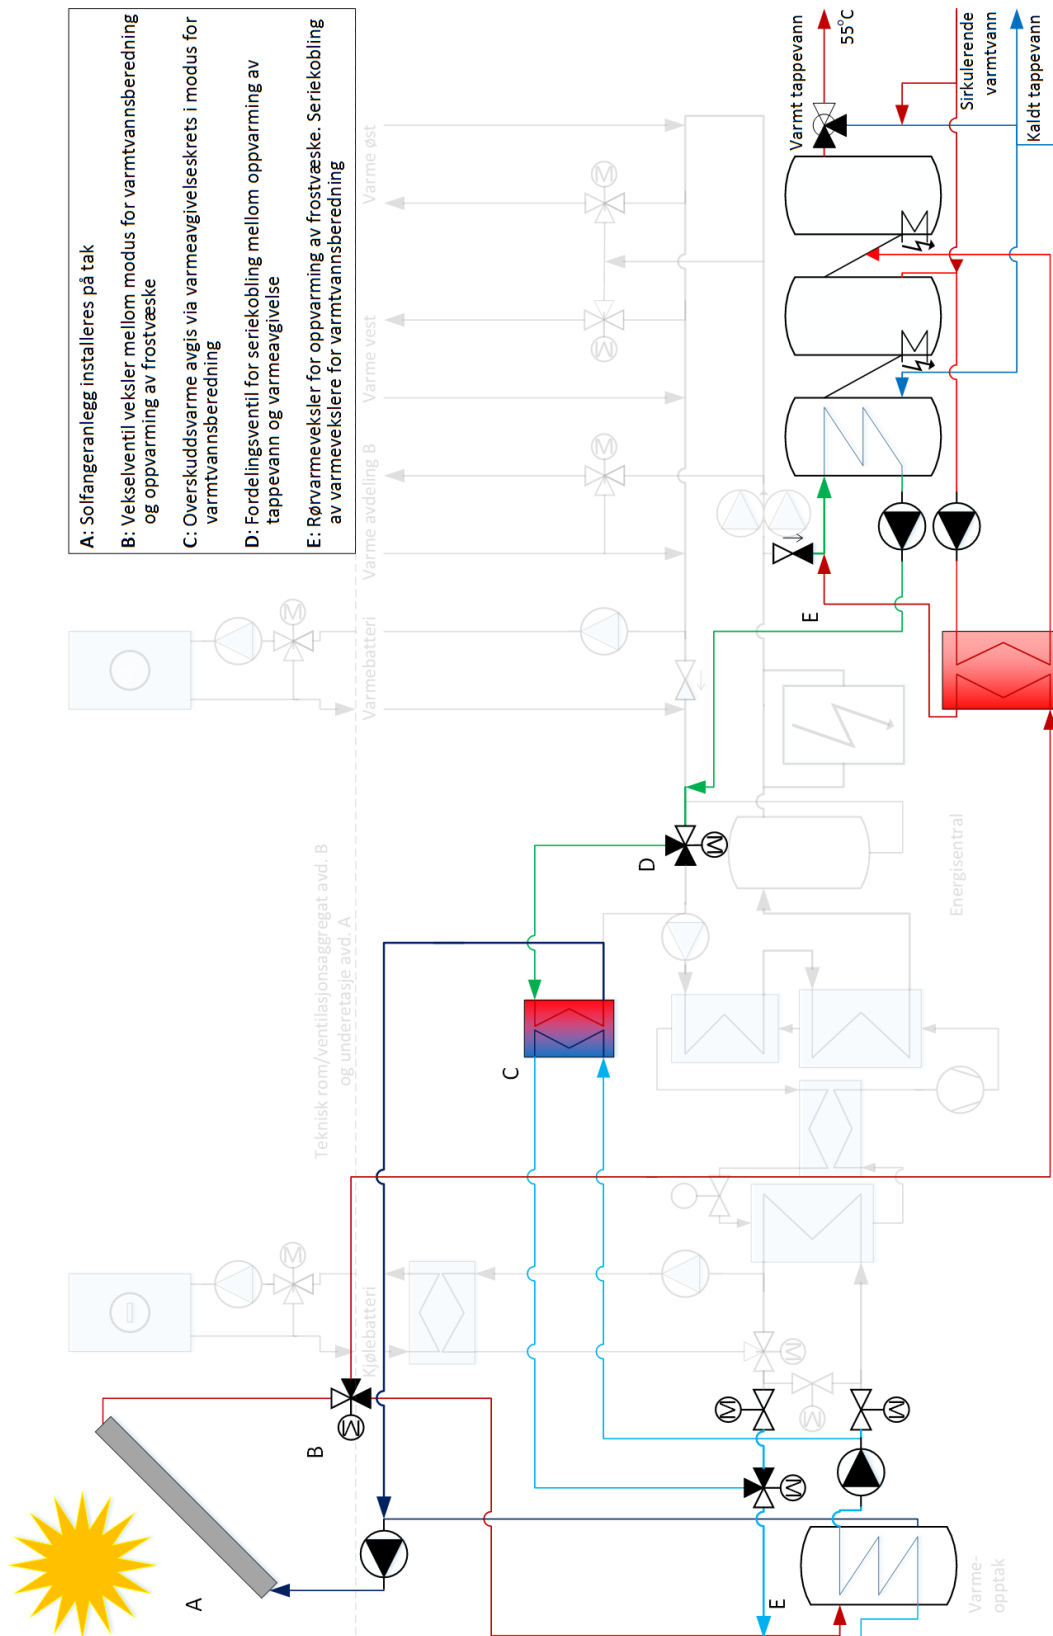 A: Solfangeranlegg installeres på tak
B: Vekselventil veksler mellom modus for varmtvannsberedning
og oppvarming av frostvæske
C: Overskuddsvarme avgis via varmeavgivelseskrets i modus for
varmtvannsberedning
D: Fordelingsventil for seriekobling mellom oppvarming av
tappevann og varmeavgivelse
E: Rørvarmeveksler for oppvarming av frostvæske. Seriekobling
av varmevekslere for varmtvannsberedning
Varmt tappevann
55°C
Sirkulerende
varmtvann
Kaldt tappevann
Varme øst
Varme vest
Varme avdeling B
Varmebatteri
Teknisk rom/ventilasjonsaggregat avd. B
og underetasje avd. A
Kjølebatteri
Energisentral
Varme-
opptak
A
B
C
D
E
E
M
M
M
M
M
M
M
M
M
M
M
M